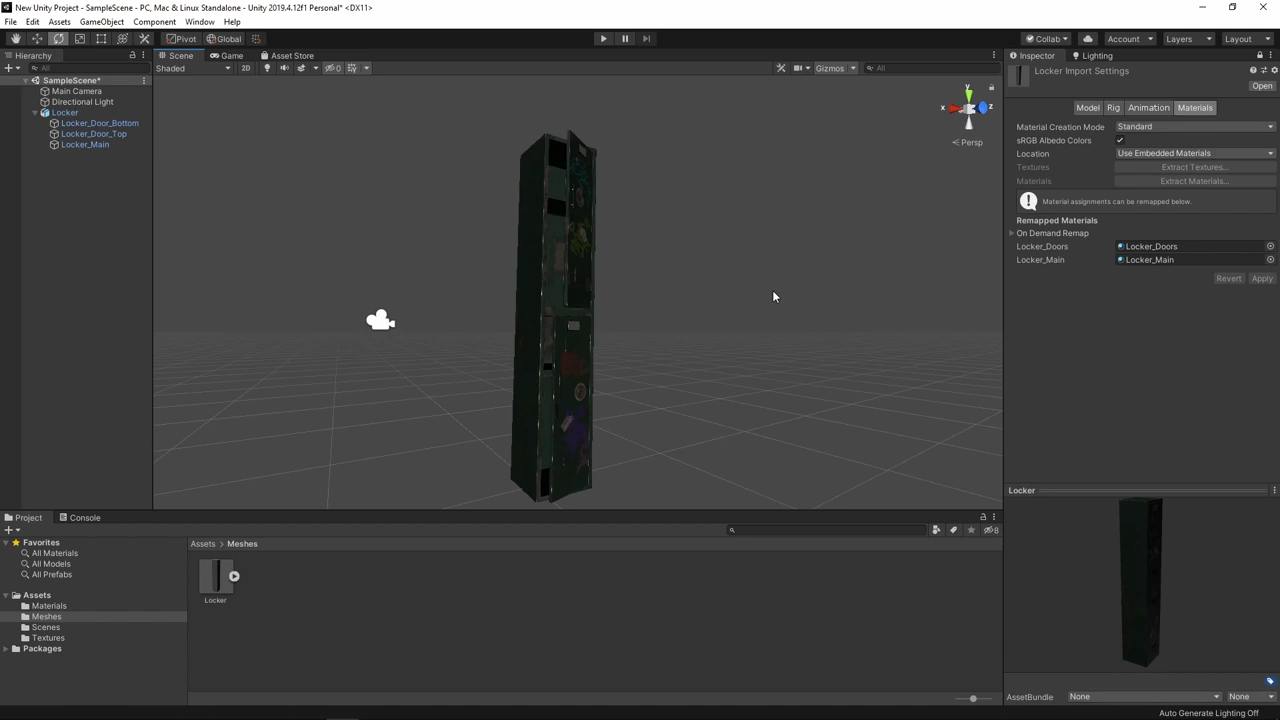 New Unity Project - SampleScene - PC, Mac & Linux Standalone - Unity 2019.4.12f1 Personal* <DX11>
File Edit Assets GameObject Component Window Help
Pivot Global Collab Account Layers Layout
Hierarchy Scene Game Asset Store Inspector Lighting
All
Shaded 2D 0 Gizmos All
SampleScene*
Main Camera
Directional Light
Locker
Locker_Door_Bottom
Locker_Door_Top
Locker_Main
y
x
z
Persp
Locker Import Settings
Open
Model Rig Animation Materials
Material Creation Mode Standard
sRGB Albedo Colors
Location Use Embedded Materials
Textures Extract Textures...
Materials Extract Materials...
Material assignments can be remapped below.
Remapped Materials
On Demand Remap
Locker_Doors Locker_Doors
Locker_Main Locker_Main
Revert Apply
Locker
Project Console
8
Favorites
All Materials
All Models
All Prefabs
Assets
Materials
Meshes
Scenes
Textures
Packages
Assets > Meshes
Locker
AssetBundle None None
Auto Generate Lighting Off